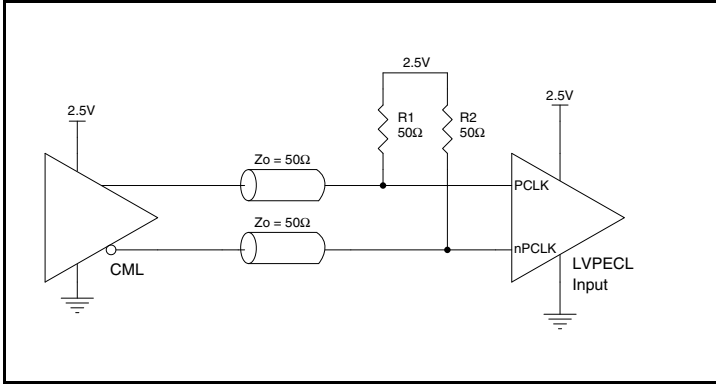 2.5V
2.5V
2.5V
R1
50Ω
R2
50Ω
Zo = 50Ω
PCLK
Zo = 50Ω
nPCLK
CML
LVPECL
Input